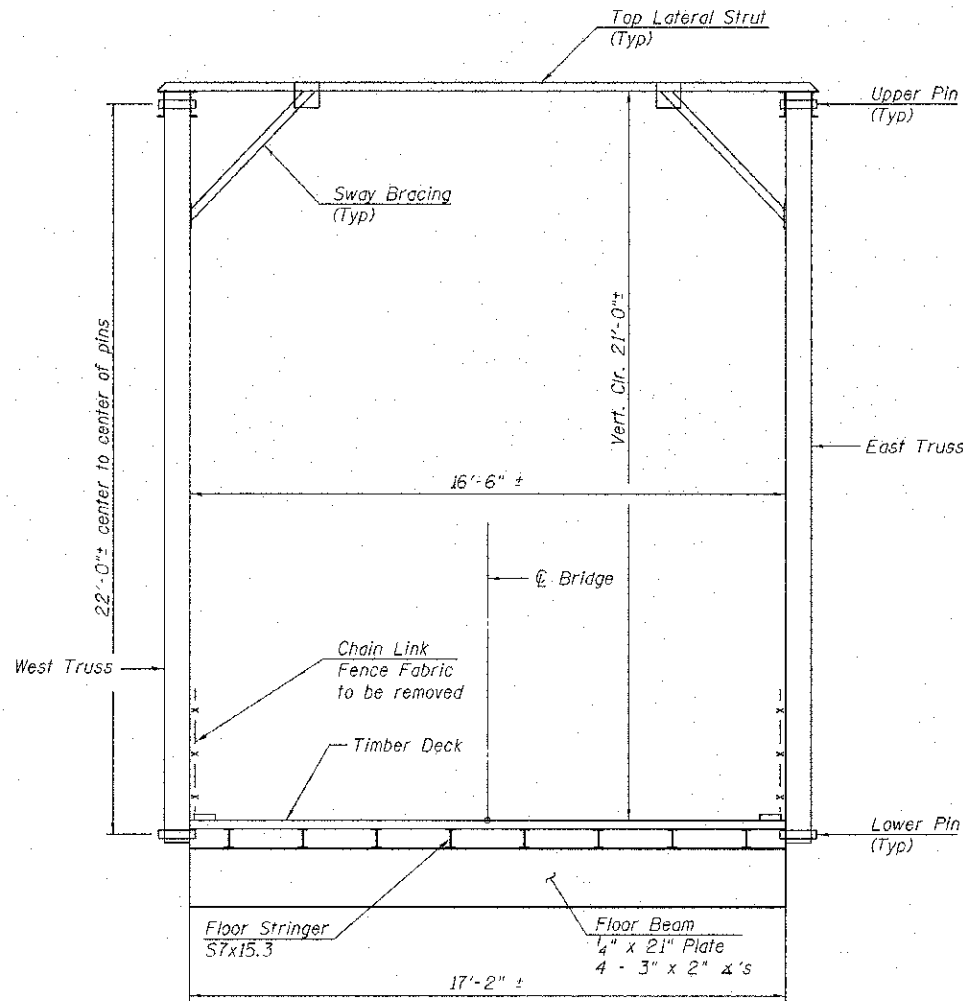 Top Lateral Strut
(Typ)
Upper Pin
(Typ)
Sway Bracing
(Typ)
22'-0"± center to center of pins
Vert. Clr. 21'-0"±
East Truss
16'-6" ±
℄ Bridge
West Truss
Chain Link
Fence Fabric
to be removed
Timber Deck
Lower Pin
(Typ)
Floor Stringer
S7x15.3
Floor Beam
1/4" x 21" Plate
4 - 3" x 2" ∡'s
17'-2" ±